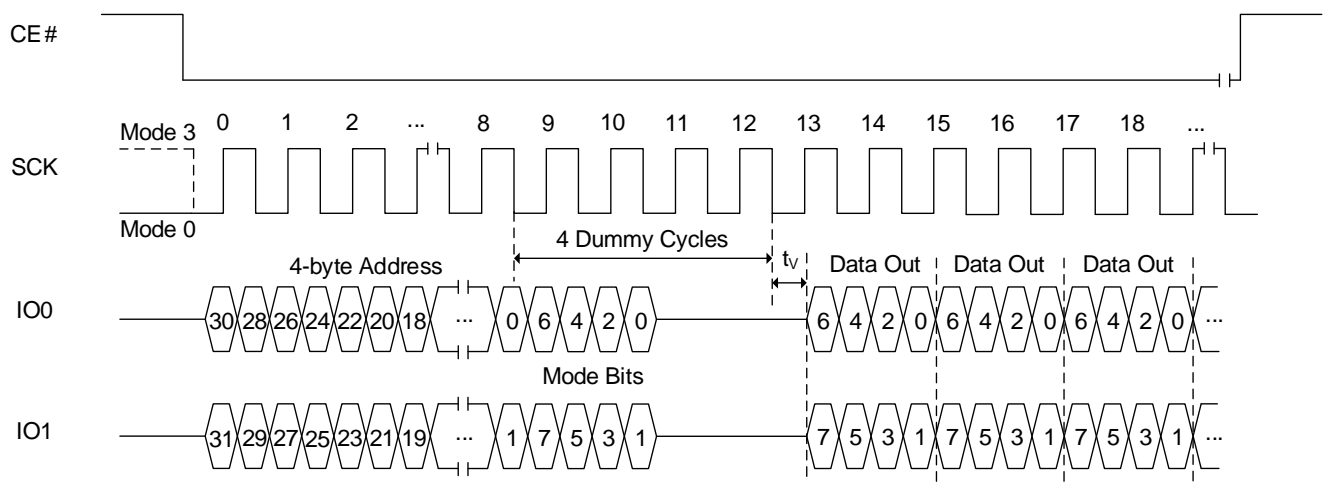 CE#
0 1 2 ... 8 9 10 11 12 13 14 15 16 17 18 ...
Mode 3
SCK
Mode 0
4 Dummy Cycles
4-byte Address tV Data Out Data Out Data Out
IO0 30 28 26 24 22 20 18 ... 0 6 4 2 0 6 4 2 0 6 4 2 0 6 4 2 0 ...
Mode Bits
IO1 31 29 27 25 23 21 19 ... 1 7 5 3 1 7 5 3 1 7 5 3 1 7 5 3 1 ...